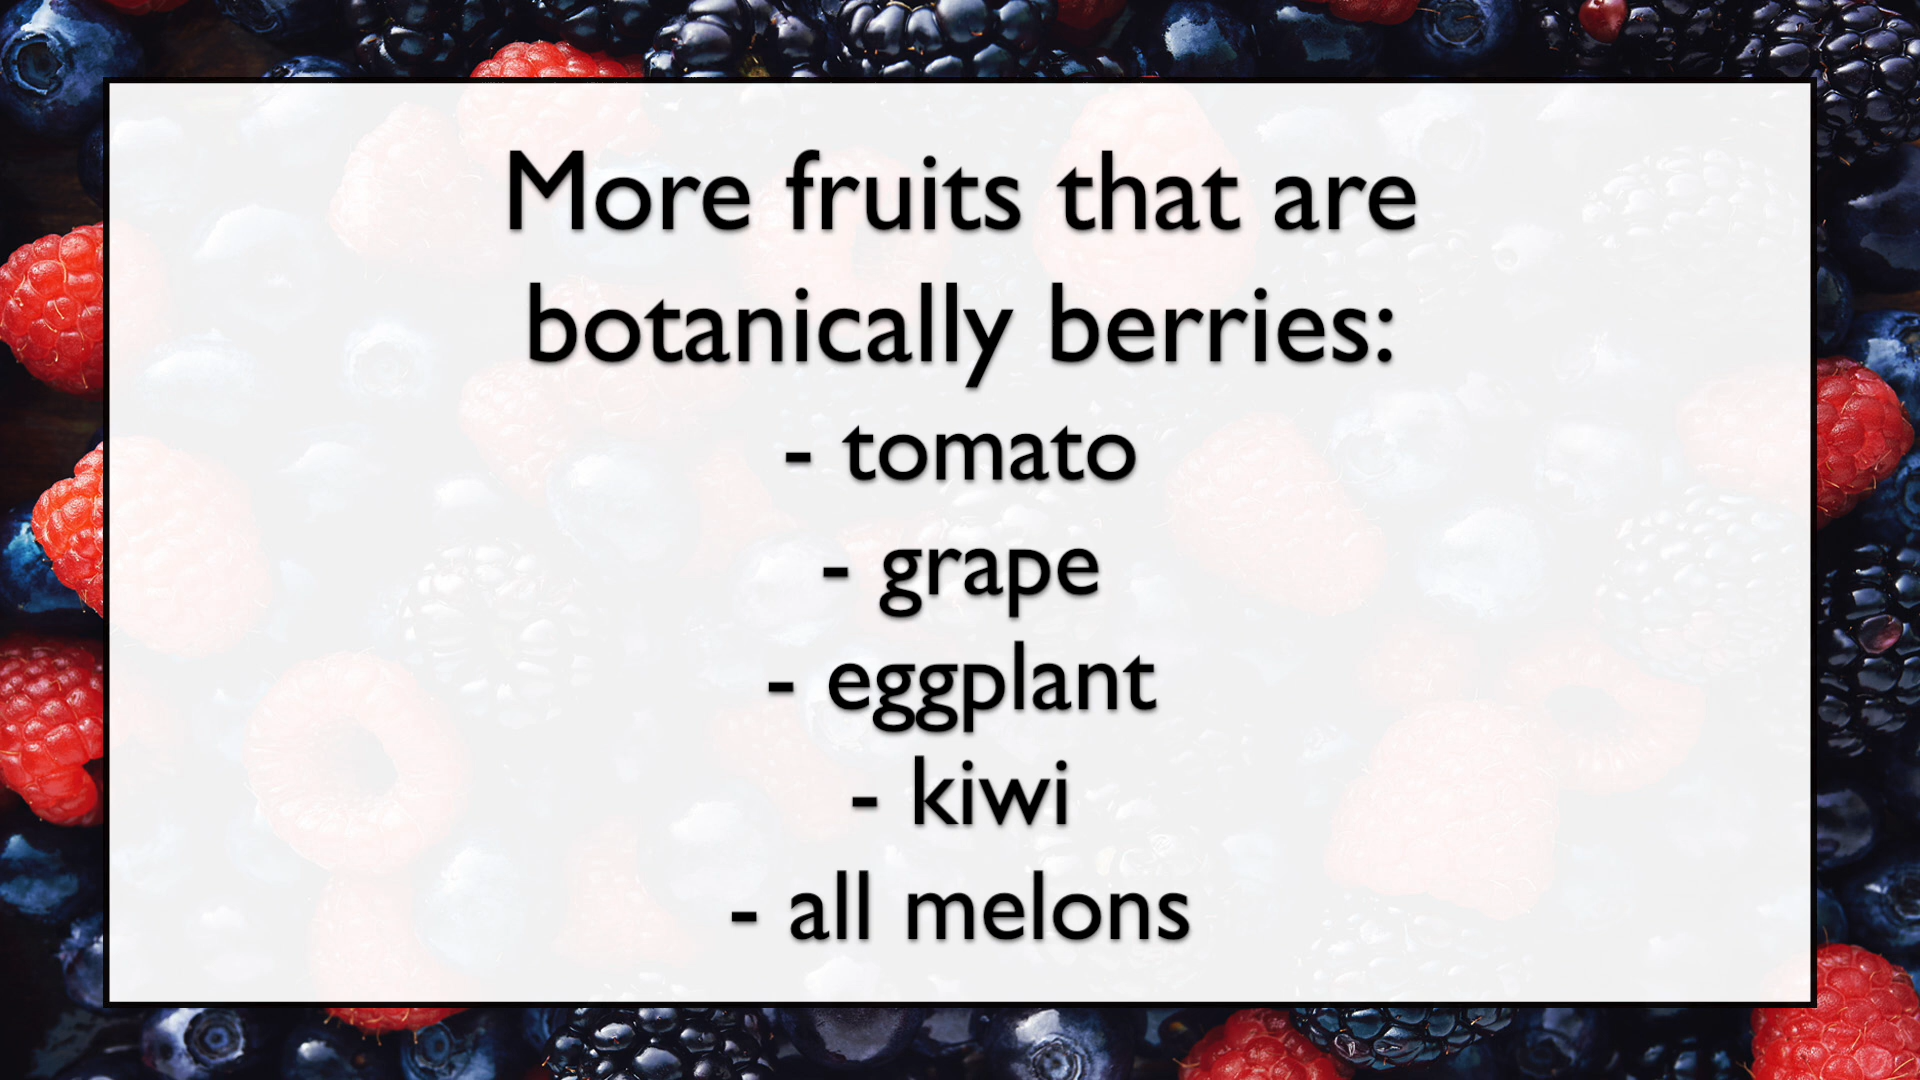 More fruits that are
botanically berries:
- tomato
- grape
- eggplant
- kiwi
- all melons